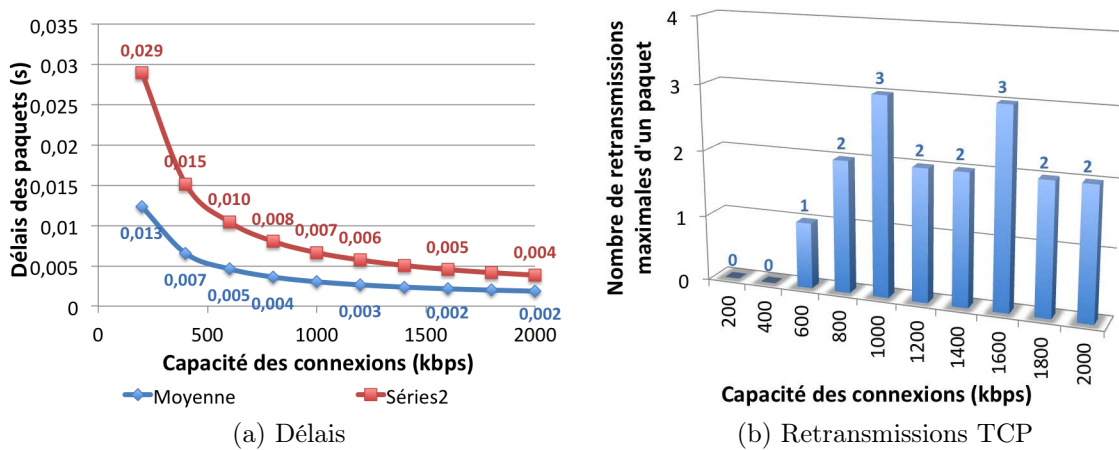 0,035
0,03
0,025
0,02
0,015
0,01
0,005
0
Délais des paquets (s)
0,029
0,015
0,010
0,008
0,007
0,006
0,005
0,004
0,013
0,007
0,005
0,004
0,003
0,002
0,002
0 500 1000 1500 2000
Capacité des connexions (kbps)
Moyenne Séries2
(a) Délais
4
3
2
1
0
Nombre de retransmissions
maximales d'un paquet
0 0 1 2 3 2 2 3 2 2
200 400 600 800 1000 1200 1400 1600 1800 2000
Capacité des connexions (kbps)
(b) Retransmissions TCP